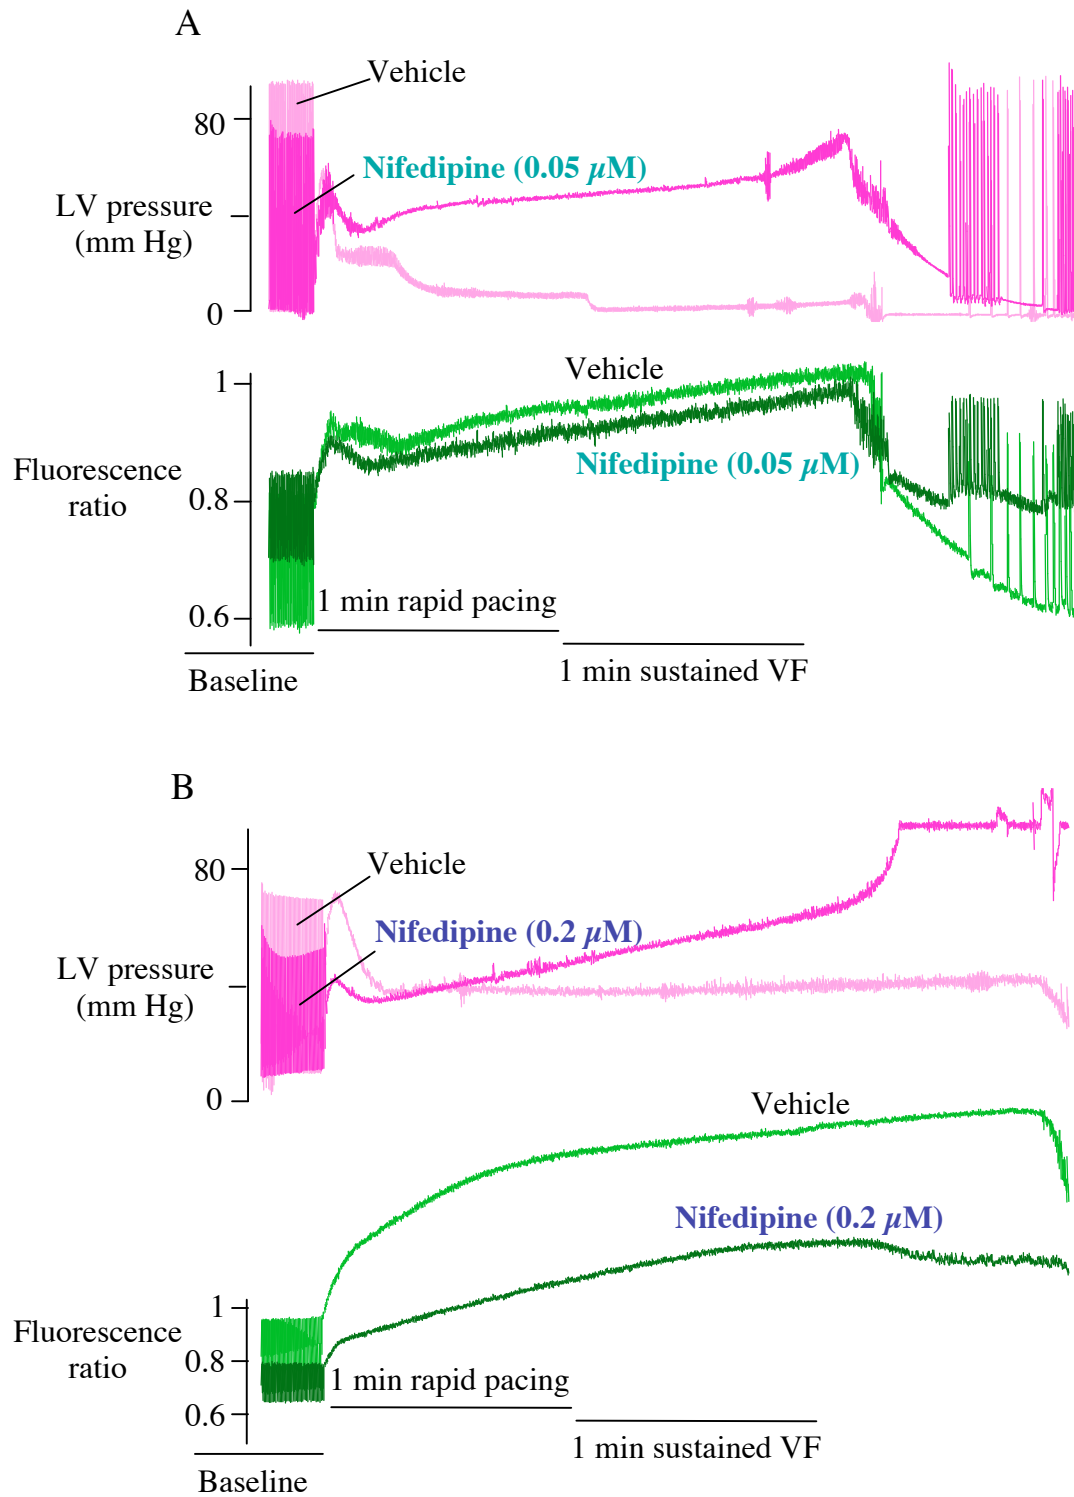 A
Vehicle
80
Nifedipine (0.05 µM)
LV pressure
(mm Hg)
0
Vehicle
1
Nifedipine (0.05 µM)
Fluorescence
ratio
0.8
1 min rapid pacing
0.6
1 min sustained VF
Baseline
B
Vehicle
80
Nifedipine (0.2 µM)
LV pressure
(mm Hg)
0
Vehicle
Nifedipine (0.2 µM)
1
Fluorescence
ratio
0.8
1 min rapid pacing
0.6
1 min sustained VF
Baseline